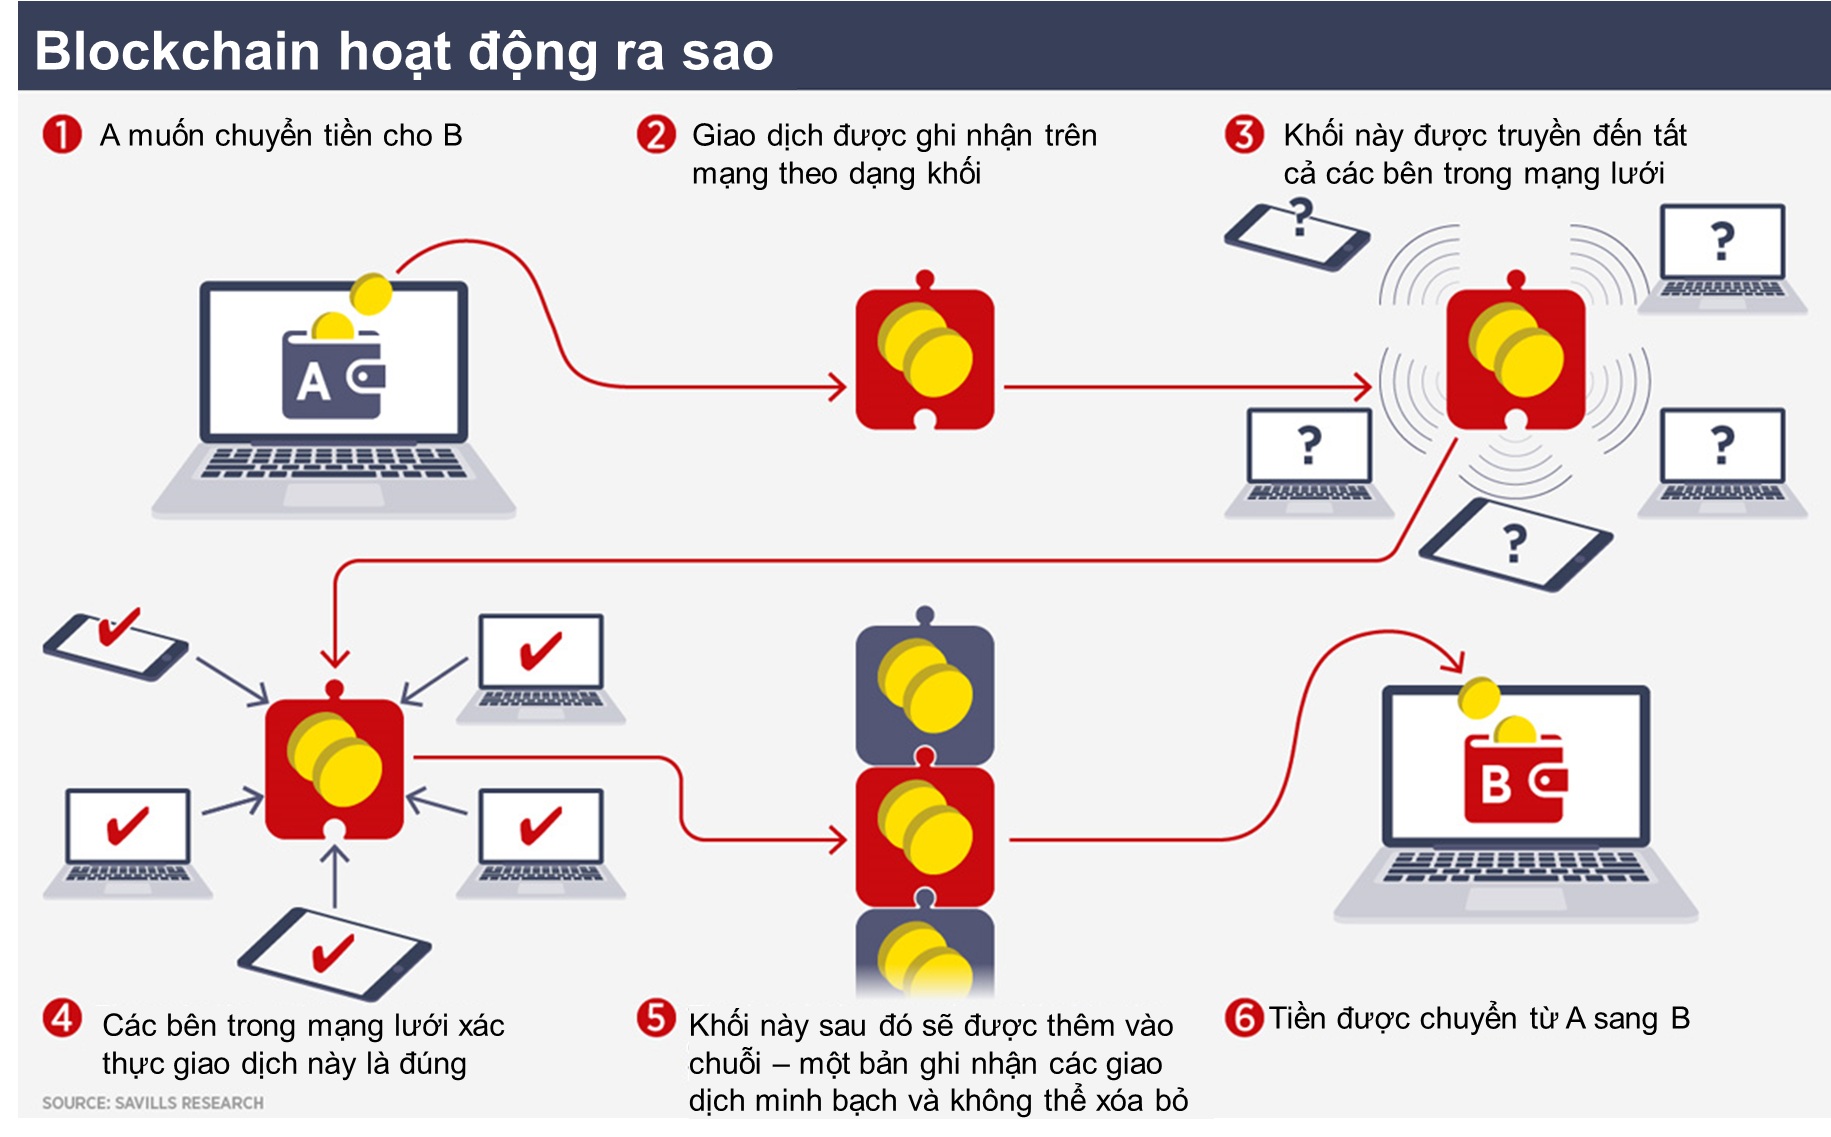 Blockchain hoạt động ra sao
1 A muốn chuyển tiền cho B
2 Giao dịch được ghi nhận trên
mạng theo dạng khối
3 Khối này được truyền đến tất
cả các bên trong mạng lưới
?
?
A
?
?
?
B
4 Các bên trong mạng lưới xác
thực giao dịch này là đúng
5 Khối này sau đó sẽ được thêm vào
chuỗi – một bản ghi nhận các giao
dịch minh bạch và không thể xóa bỏ
6 Tiền được chuyển từ A sang B
SOURCE: SAVILLS RESEARCH